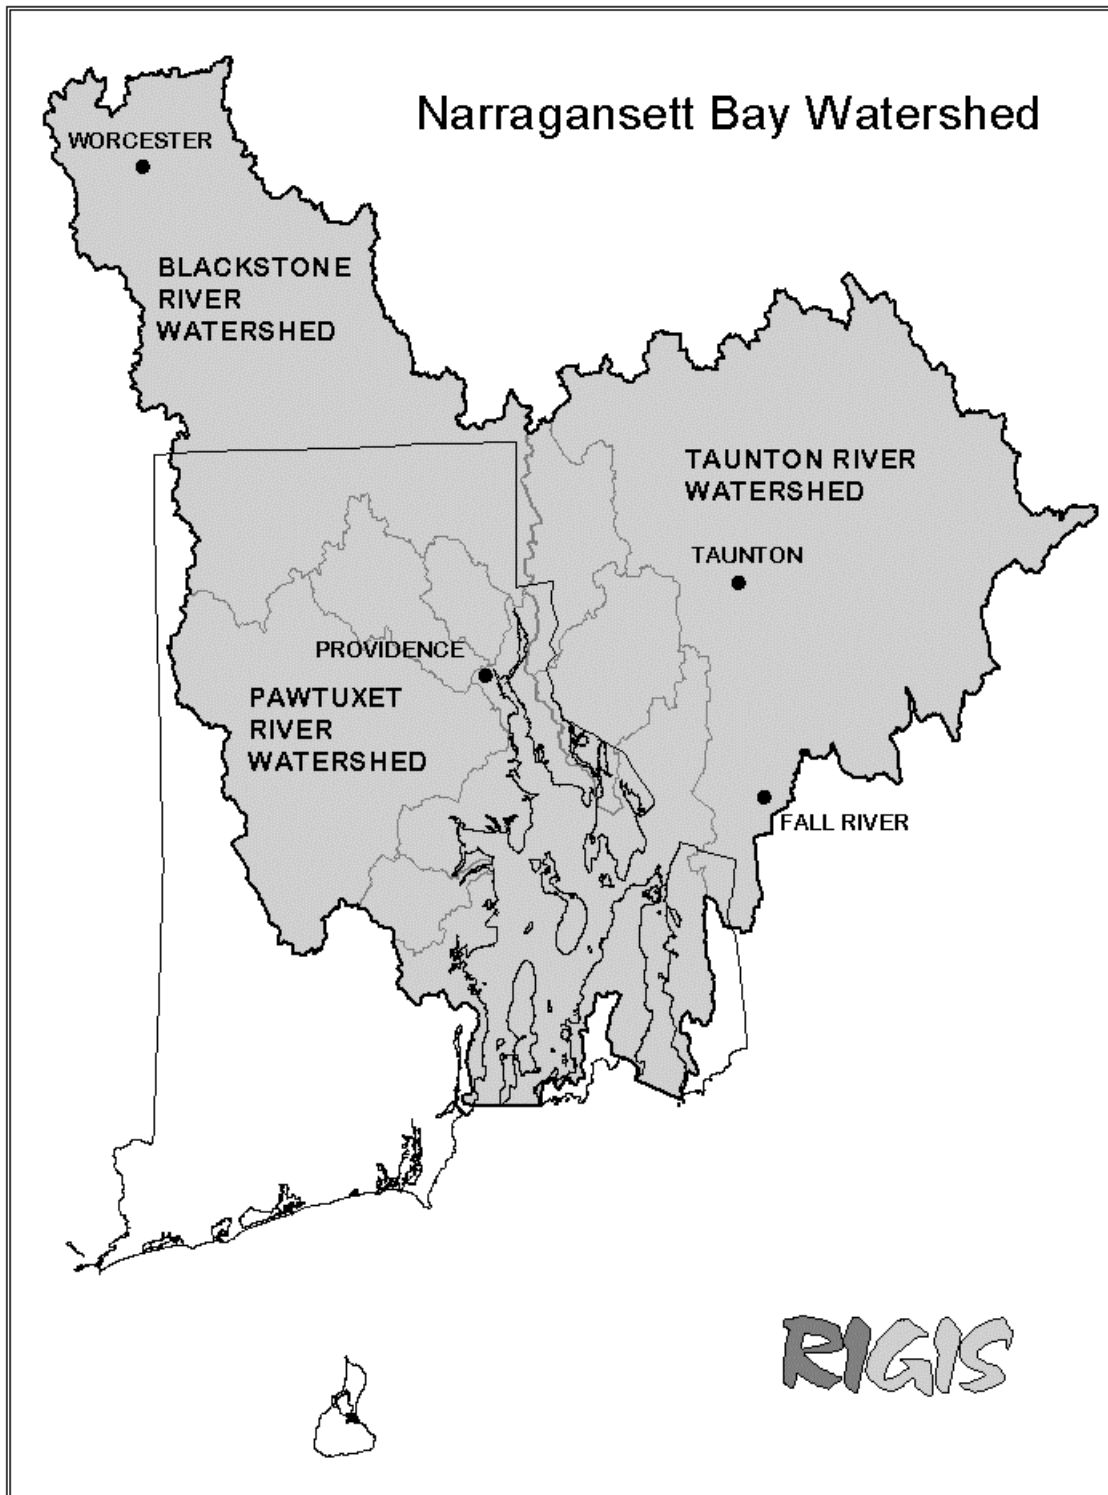 Narragansett Bay Watershed
WORCESTER
BLACKSTONE
RIVER
WATERSHED
TAUNTON RIVER
WATERSHED
TAUNTON
PROVIDENCE
PAWTUXET
RIVER
WATERSHED
FALL RIVER
RIGIS